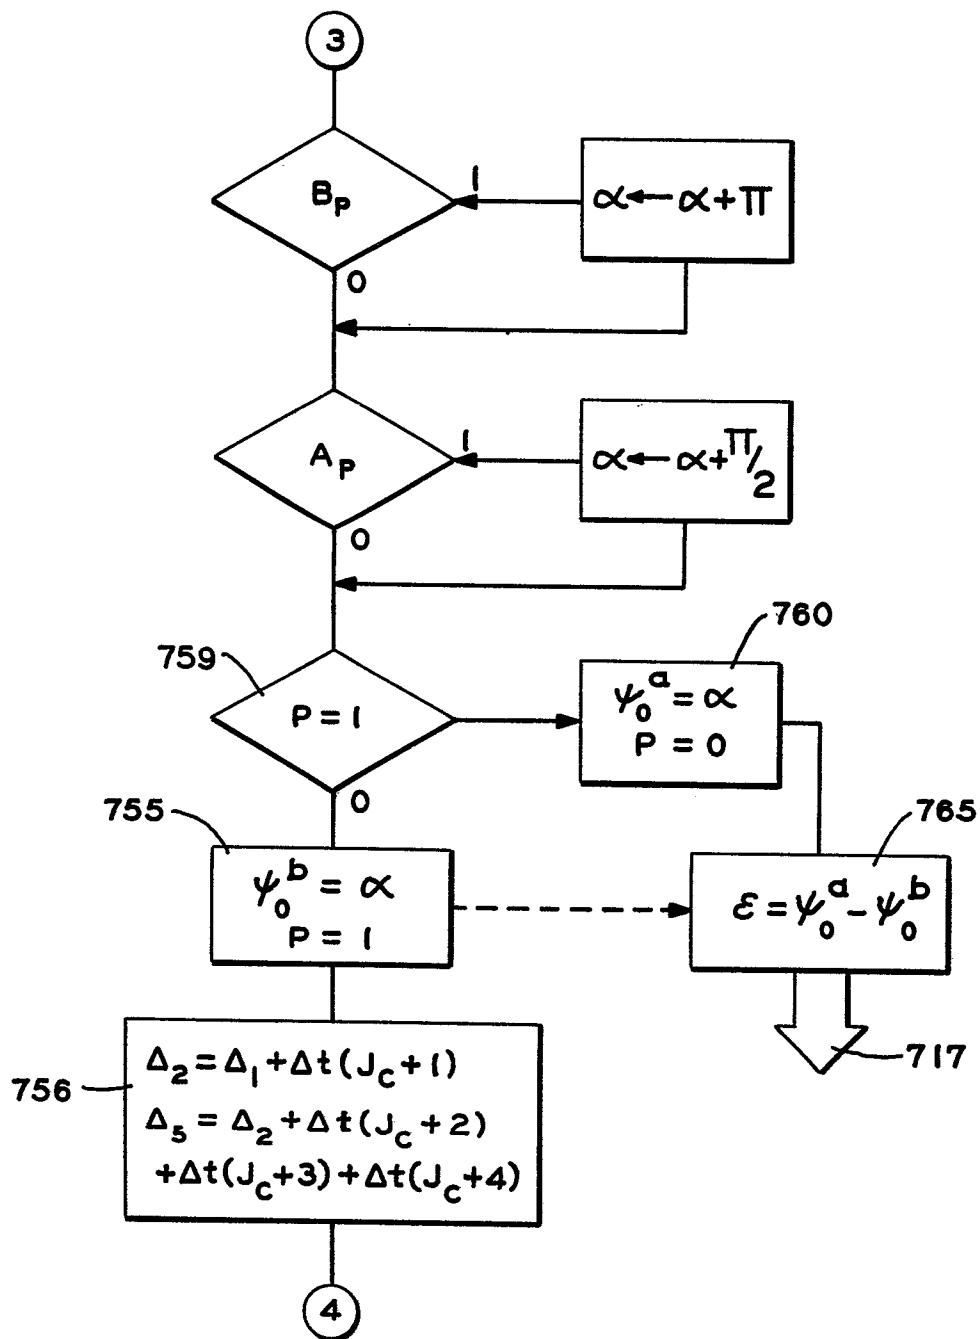 3
B_P
1
α ← α + π
0
A_P
1
α ← α + π/2
0
759
P = 1
760
ψ_0^a = α
P = 0
0
755
ψ_0^b = α
P = 1
765
ε = ψ_0^a - ψ_0^b
717
756
Δ_2 = Δ_1 + Δt(J_C + 1)
Δ_5 = Δ_2 + Δt(J_C + 2)
+ Δt(J_C + 3) + Δt(J_C + 4)
4